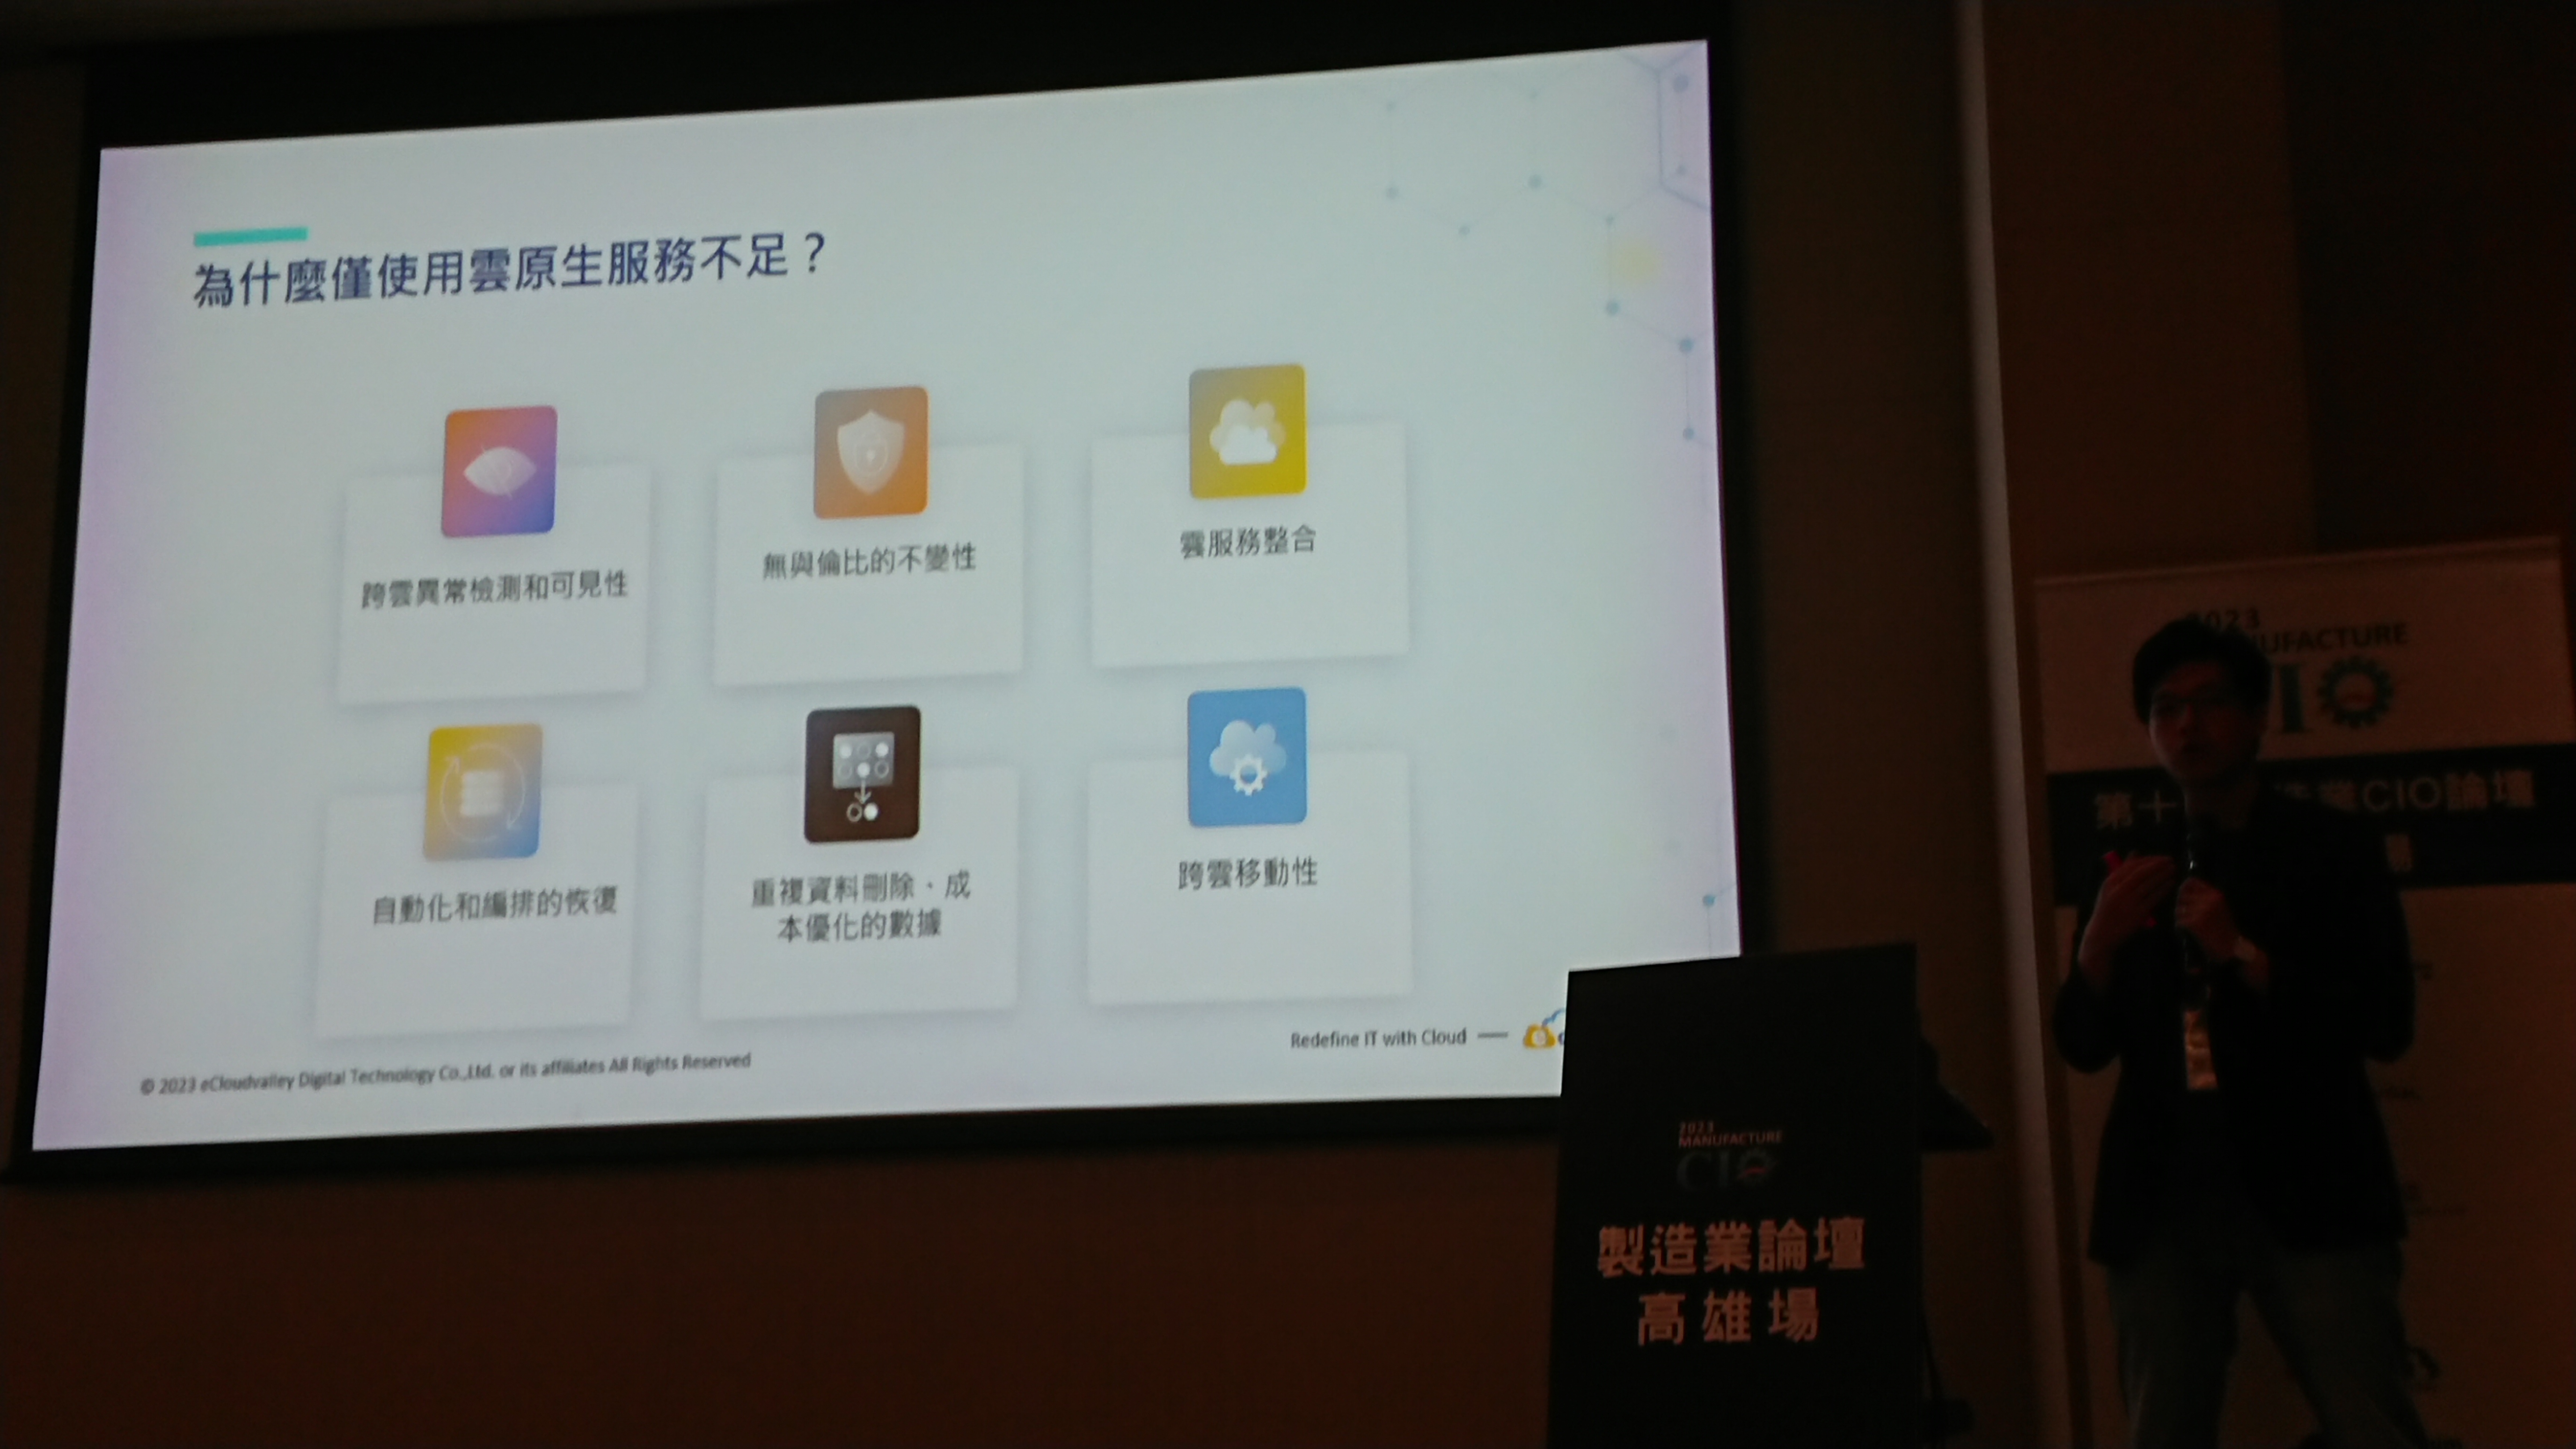 為什麼僅使用雲原生服務不足？
跨雲異常檢測和可見性
無與倫比的不變性
雲服務整合
自動化和編排的恢復
重複資料刪除、成
本優化的數據
跨雲移動性
© 2023 eCloudvalley Digital Technology Co.,Ltd. or its affiliates All Rights Reserved
Redefine IT with Cloud —
2023
MANUFACTURE
CIO
製造業論壇
高雄場
2023
UFACTURE
IO
第十
業CIO論壇